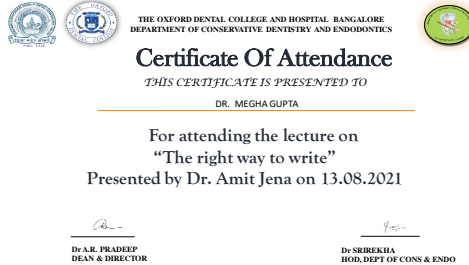 THE OXFORD DENTAL COLLEGE AND HOSPITAL BANGALORE
DEPARTMENT OF CONSERVATIVE DENTISTRY AND ENDODONTICS
Certificate Of Attendance
THIS CERTIFICATE IS PRESENTED TO
DR. MEGHA GUPTA
For attending the lecture on
“The right way to write”
Presented by Dr. Amit Jena on 13.08.2021
Dr A.R. PRADEEP
DEAN & DIRECTOR
Dr SRIREKHA
HOD, DEPT OF CONS & ENDO